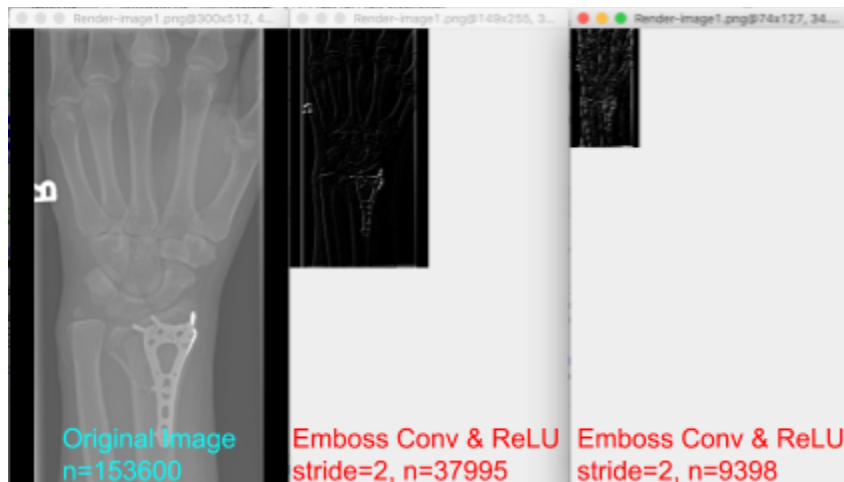 Render-image1.png@300x512, 4...
Render-image1.png@149x255, 3...
Render-image1.png@74x127, 34....
R
Original Image
n=153600
Emboss Conv & ReLU
stride=2, n=37995
Emboss Conv & ReLU
stride=2, n=9398